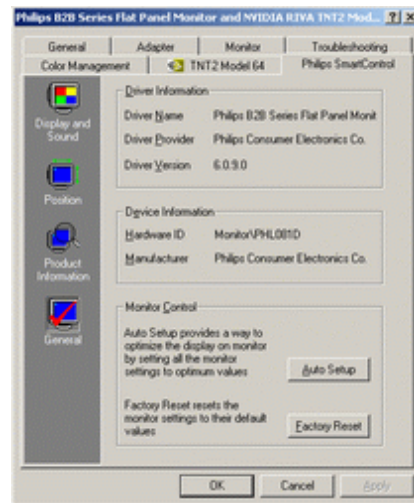 Philips B2B Series Flat Panel Monitor and NVIDIA RIVA TNT2 Mod...
General Adapter Monitor Troubleshooting
Color Management TNT2 Model 64 Philips SmartControl
Display and
Sound
Position
Product
Information
General
Driver Information
Driver Name Philips B2B Series Flat Panel Monit
Driver Provider Philips Consumer Electronics Co.
Driver Version 6.0.9.0
Device Information
Hardware ID Monitor\PHL081D
Manufacturer Philips Consumer Electronics Co.
Monitor Control
Auto Setup provides a way to
optimize the display on monitor
by setting all the monitor
settings to optimum values
Auto Setup
Factory Reset resets the
monitor settings to their default
values
Factory Reset
OK Cancel Apply